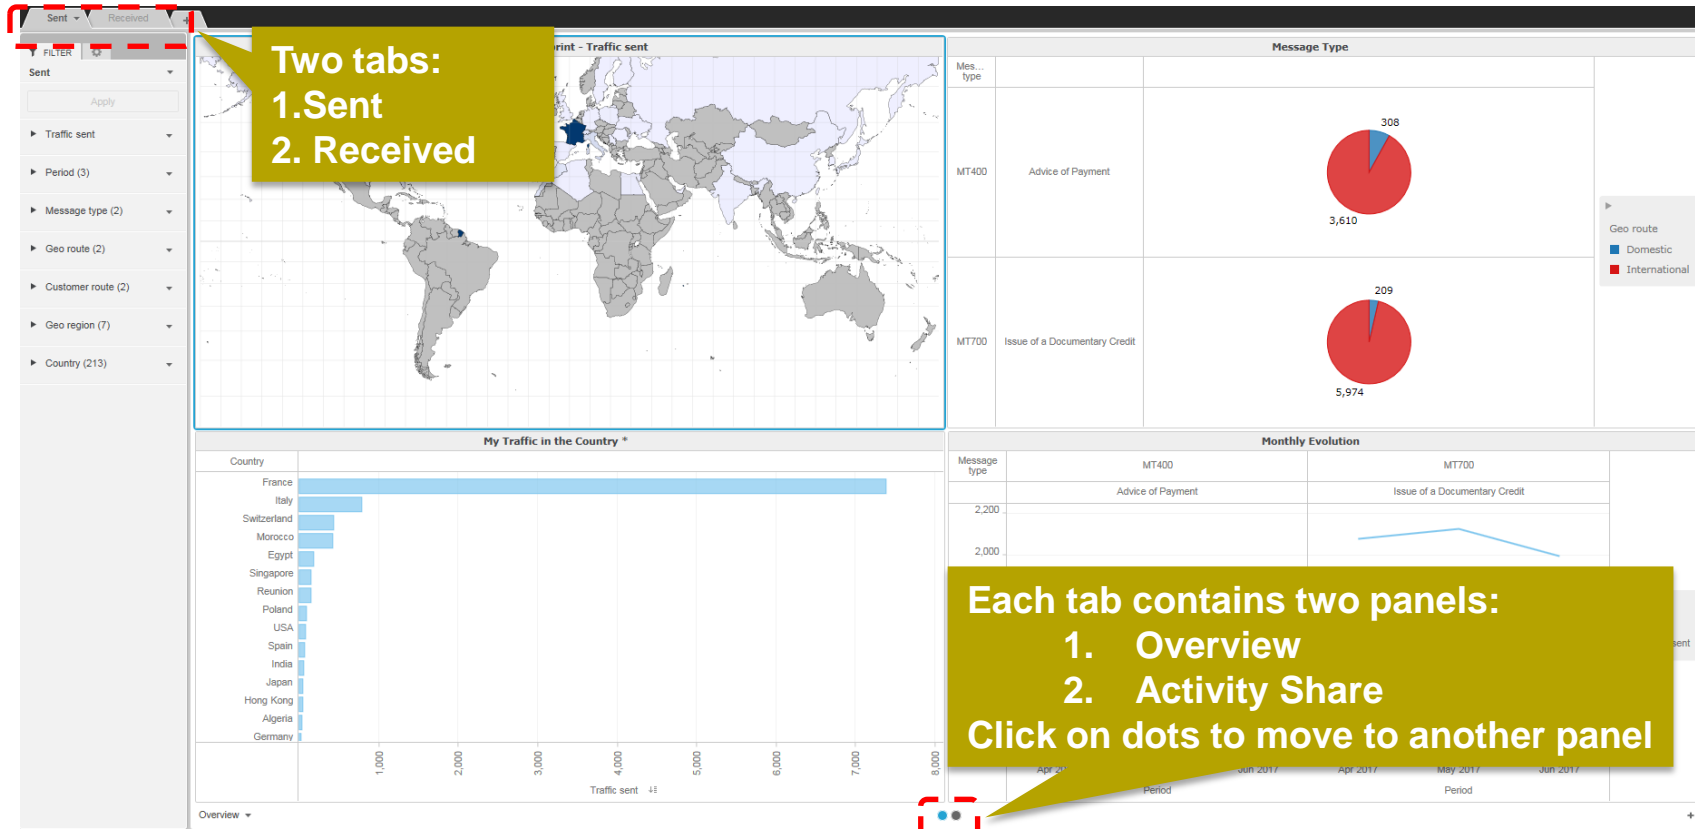 Sent
Received
+
FILTER
Sent
Apply
Traffic sent
Period (3)
Message type (2)
Geo route (2)
Customer route (2)
Geo region (7)
Country (213)
Two tabs:
1.Sent
2. Received
print - Traffic sent
Message Type
Mes...
type
MT400
Advice of Payment
308
3,610
MT700
Issue of a Documentary Credit
209
5,974
Geo route
Domestic
International
My Traffic in the Country *
Country
France
Italy
Switzerland
Morocco
Egypt
Singapore
Reunion
Poland
USA
Spain
India
Japan
Hong Kong
Algeria
Germany
1,000
2,000
3,000
4,000
5,000
6,000
7,000
8,000
Traffic sent
Monthly Evolution
Message
type
MT400
MT700
Advice of Payment
Issue of a Documentary Credit
2,200
2,000
Each tab contains two panels:
1. Overview
2. Activity Share
Click on dots to move to another panel
sent
Apr 20
Jun 2017
Apr 2017
May 2017
Jun 2017
Period
Period
Overview
+